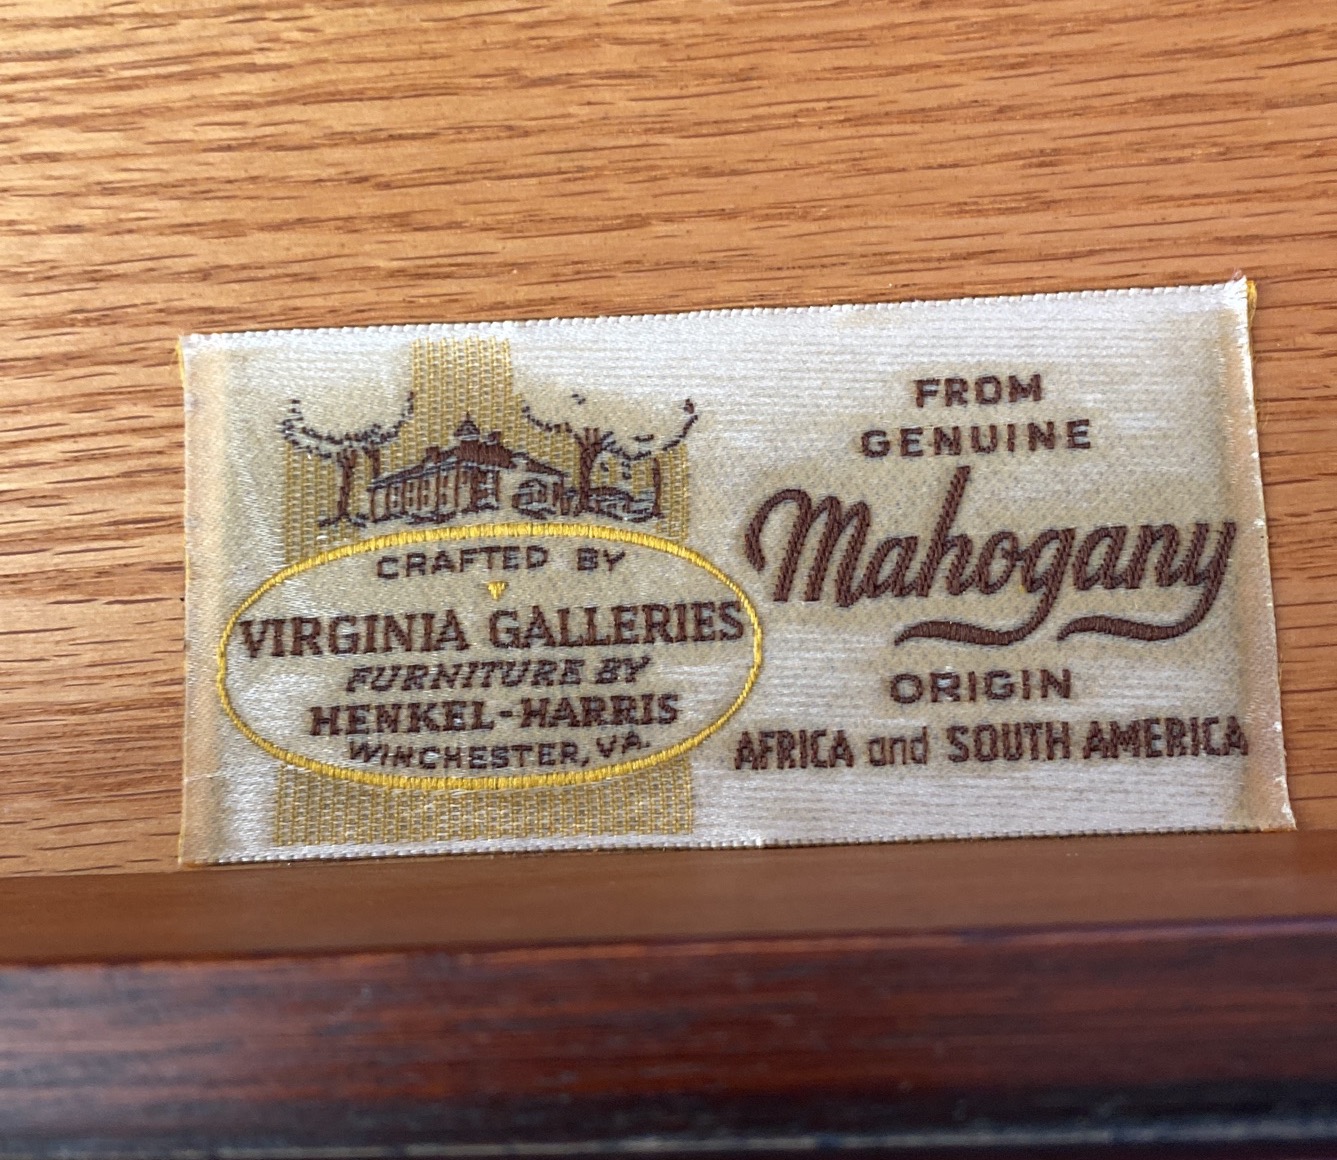 CRAFTED BY
VIRGINIA GALLERIES
FURNITURE BY
HENKEL-HARRIS
WINCHESTER, VA.
FROM
GENUINE
Mahogany
ORIGIN
AFRICA and SOUTH AMERICA